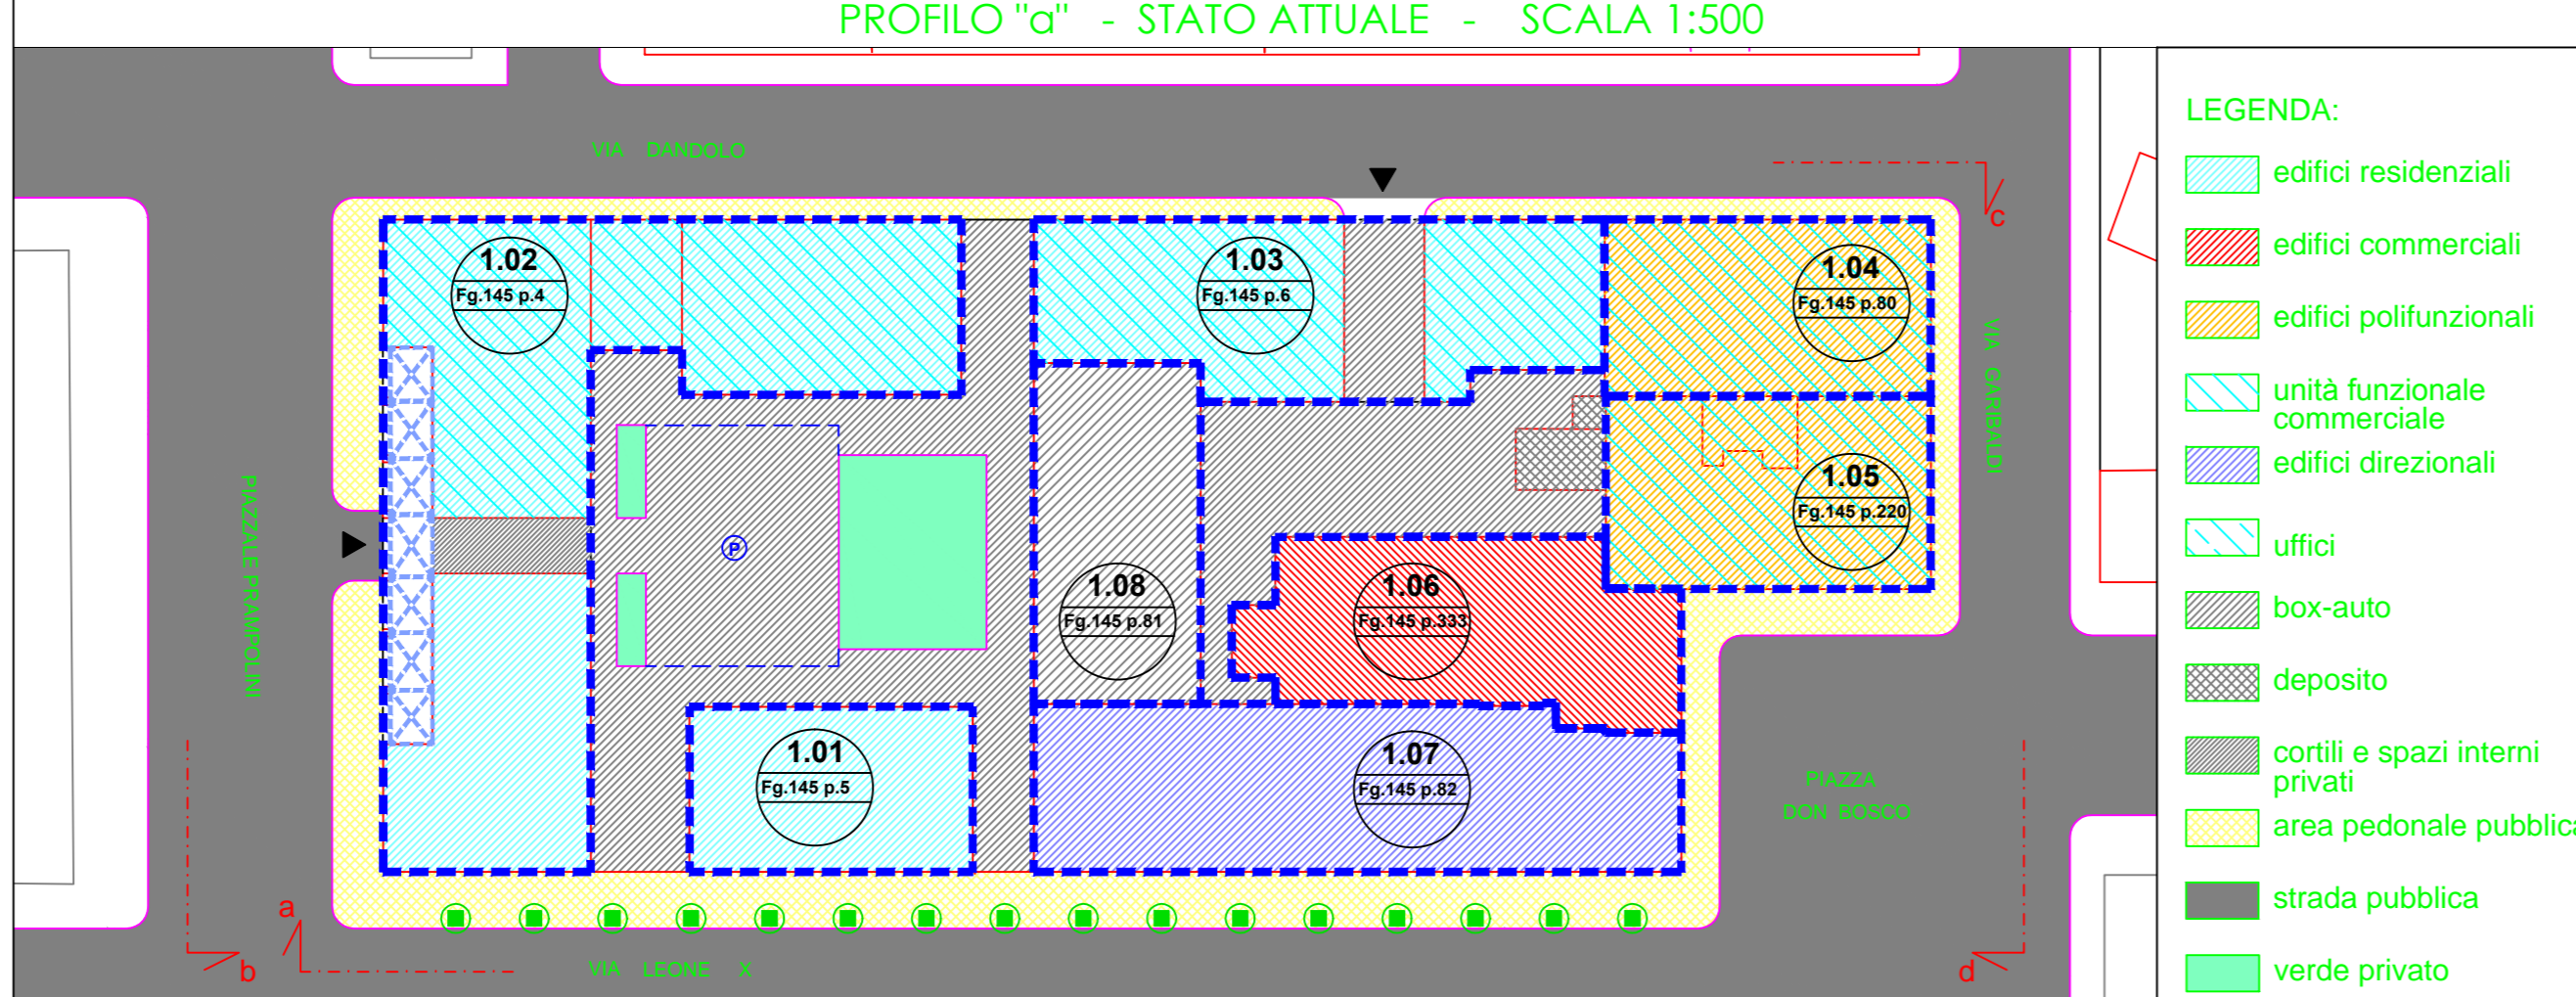 PROFILO "a" - STATO ATTUALE - SCALA 1:500
VIA DANDOLO
c
1.02
Fg.145 p.4
1.03
Fg.145 p.6
1.04
Fg.145 p.80
VIA GARIBALDI
PIAZZALE PRAMPOLINI
P
1.05
Fg.145 p.220
1.08
Fg.145 p.81
1.06
Fg.145 p.333
1.01
Fg.145 p.5
1.07
Fg.145 p.82
PIAZZA
DON BOSCO
a
b
VIA LEONE X
d
LEGENDA:
edifici residenziali
edifici commerciali
edifici polifunzionali
unità funzionale
commerciale
edifici direzionali
uffici
box-auto
deposito
cortili e spazi interni
privati
area pedonale pubblica
strada pubblica
verde privato